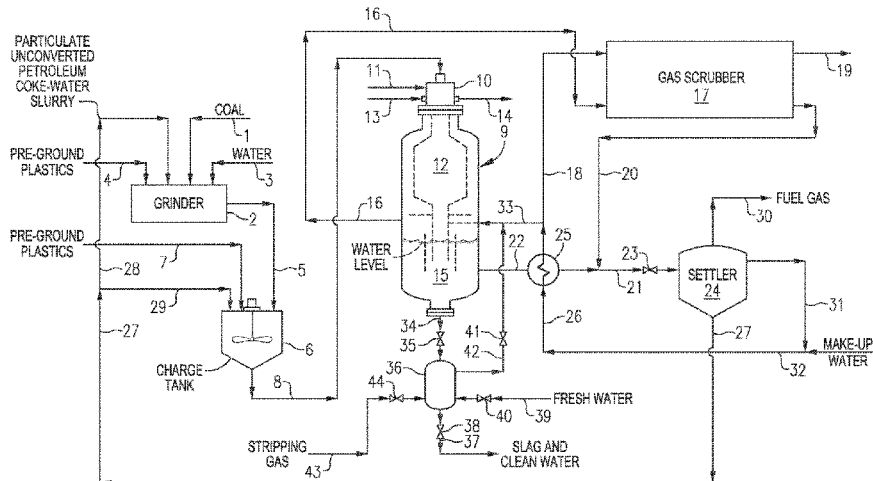 PARTICULATE
UNCONVERTED
PETROLEUM
COKE-WATER
SLURRY
COAL
1
PRE-GROUND
PLASTICS
4
WATER
3
GRINDER
2
PRE-GROUND
PLASTICS
7
5
28
29
27
6
CHARGE
TANK
8
16
11
10
13
14
9
12
16
33
18
WATER
LEVEL
15
22
25
34
35
41
42
26
36
44
40
39
FRESH WATER
38
37
STRIPPING
GAS
43
SLAG AND
CLEAN WATER
GAS SCRUBBER
17
19
20
21
23
SETTLER
24
30
FUEL GAS
27
31
MAKE-UP
WATER
32